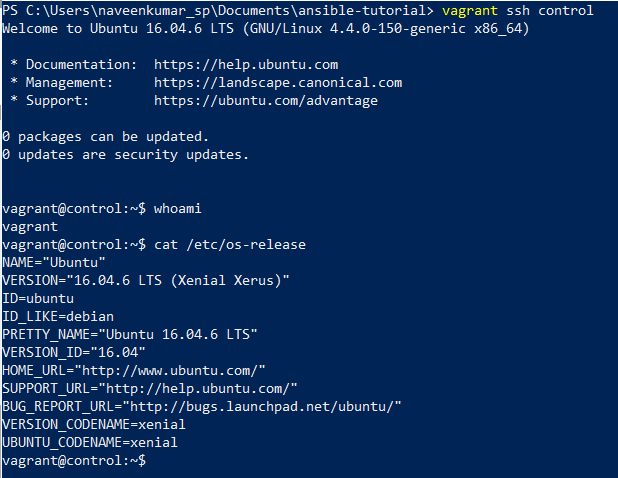 PS C:\Users\naveenkumar_sp\Documents\ansible-tutorial> vagrant ssh control
Welcome to Ubuntu 16.04.6 LTS (GNU/Linux 4.4.0-150-generic x86_64)
* Documentation:  https://help.ubuntu.com
* Management:     https://landscape.canonical.com
* Support:        https://ubuntu.com/advantage
0 packages can be updated.
0 updates are security updates.
vagrant@control:~$ whoami
vagrant
vagrant@control:~$ cat /etc/os-release
NAME="Ubuntu"
VERSION="16.04.6 LTS (Xenial Xerus)"
ID=ubuntu
ID_LIKE=debian
PRETTY_NAME="Ubuntu 16.04.6 LTS"
VERSION_ID="16.04"
HOME_URL="http://www.ubuntu.com/"
SUPPORT_URL="http://help.ubuntu.com/"
BUG_REPORT_URL="http://bugs.launchpad.net/ubuntu/"
VERSION_CODENAME=xenial
UBUNTU_CODENAME=xenial
vagrant@control:~$